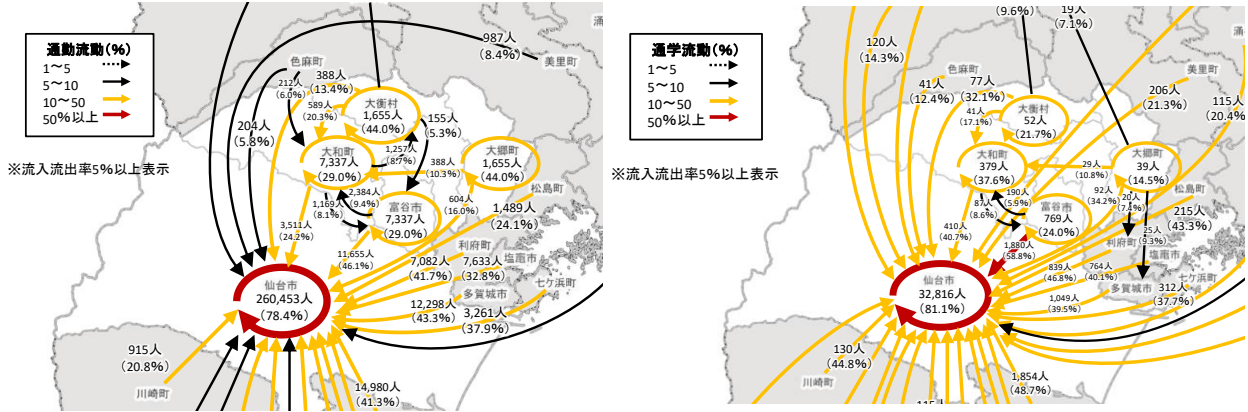 通勤流動(%)
1～5
5～10
10～50
50%以上
※流入流出率5%以上表示
987人
(8.4%)
美里町
色麻町
212人
(6.0%)
388人
(13.4%)
589人
(20.3%)
大衡村
1,655人
(44.0%)
155人
(5.3%)
204人
(5.8%)
大和町
7,337人
(29.0%)
1,257人
(8.7%)
388人
(10.3%)
大郷町
1,655人
(44.0%)
松島町
2,384人
(9.4%)
1,169人
(8.1%)
富谷市
7,337人
(29.0%)
604人
(16.0%)
1,489人
(24.1%)
3,511人
(24.2%)
11,655人
(46.1%)
利府町
7,082人
(41.7%)
7,633人
(32.8%)
塩竈市
七ケ浜町
多賀城市
仙台市
260,453人
(78.4%)
12,298人
(43.3%)
3,261人
(37.9%)
915人
(20.8%)
川崎町
14,980人
(41.3%)
通学流動(%)
1～5
5～10
10～50
50%以上
※流入流出率5%以上表示
(9.6%)
19人
(7.1%)
涌
120人
(14.3%)
色麻町
美里町
41人
(12.4%)
77人
(32.1%)
41人
(17.1%)
大衡村
52人
(21.7%)
206人
(21.3%)
115人
(20.4%)
大和町
379人
(37.6%)
29人
(10.8%)
大郷町
39人
(14.5%)
190人
(5.9%)
87人
(8.6%)
92人
(34.2%)
20人
(7.4%)
松島町
富谷市
769人
(24.0%)
215人
(43.3%)
410人
(40.7%)
1,880人
(58.8%)
利府町
25人
(9.3%)
塩竈市
839人
(46.8%)
764人
(40.1%)
七ケ浜町
多賀城市
312人
(37.7%)
仙台市
32,816人
(81.1%)
1,049人
(39.5%)
130人
(44.8%)
川崎町
1,854人
(48.7%)
115人